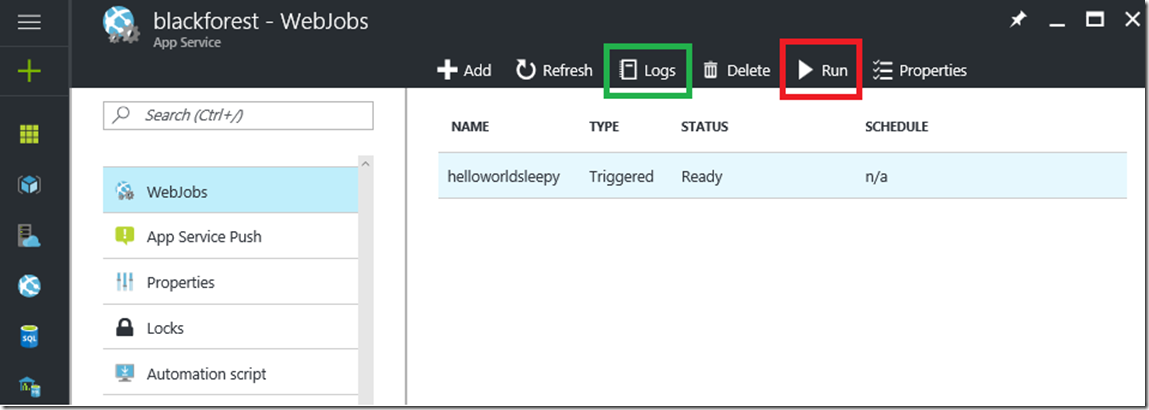 blackforest - WebJobs
App Service
Add Refresh Logs Delete Run Properties
Search (Ctrl+/)
NAME TYPE STATUS SCHEDULE
helloworldsleepy Triggered Ready n/a
WebJobs
App Service Push
Properties
Locks
Automation script
SQL